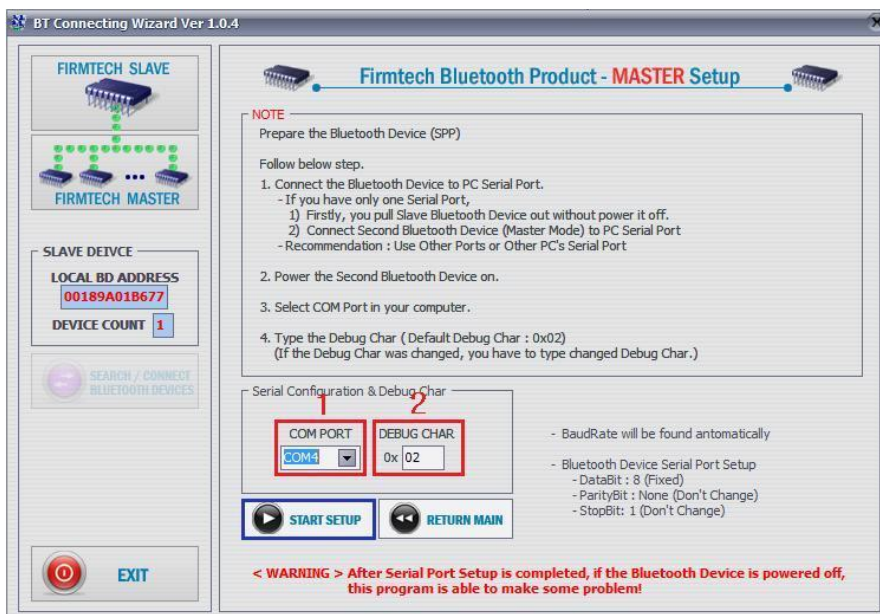 BT Connecting Wizard Ver 1.0.4
FIRMTECH SLAVE
FIRMTECH MASTER
SLAVE DEIVCE
LOCAL BD ADDRESS
00189A01B677
DEVICE COUNT 1
SEARCH / CONNECT
BLUETOOTH DEVICES
EXIT
Firmtech Bluetooth Product - MASTER Setup
NOTE
Prepare the Bluetooth Device (SPP)
Follow below step.
1. Connect the Bluetooth Device to PC Serial Port.
- If you have only one Serial Port,
1) Firstly, you pull Slave Bluetooth Device out without power it off.
2) Connect Second Bluetooth Device (Master Mode) to PC Serial Port
- Recommendation : Use Other Ports or Other PC's Serial Port
2. Power the Second Bluetooth Device on.
3. Select COM Port in your computer.
4. Type the Debug Char ( Default Debug Char : 0x02)
(If the Debug Char was changed, you have to type changed Debug Char.)
Serial Configuration & Debug Char
1 2
COM PORT DEBUG CHAR
COM4 0x 02
START SETUP RETURN MAIN
- BaudRate will be found antomatically
- Bluetooth Device Serial Port Setup
- DataBit : 8 (Fixed)
- ParityBit : None (Don't Change)
- StopBit: 1 (Don't Change)
< WARNING > After Serial Port Setup is completed, if the Bluetooth Device is powered off,
this program is able to make some problem!